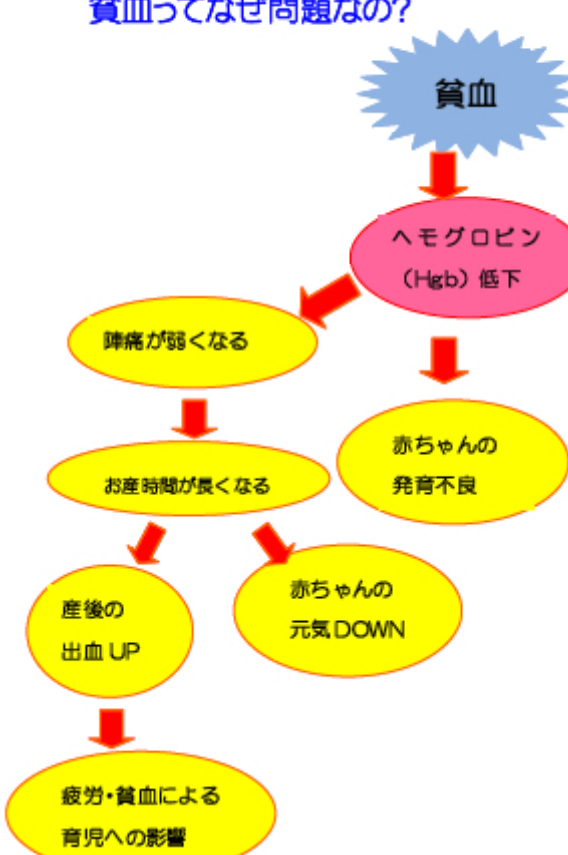 貧血ってなぜ問題なの?
貧血
ヘモグロビン
(Hgb) 低下
陣痛が弱くなる
赤ちゃんの
発育不良
お産時間が長くなる
産後の
出血 UP
赤ちゃんの
元気 DOWN
疲労・貧血による
育児への影響